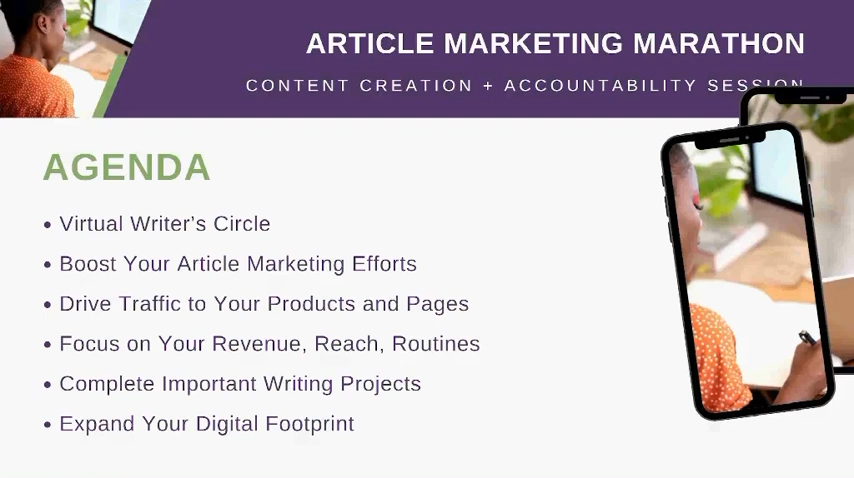 ARTICLE MARKETING MARATHON
CONTENT CREATION + ACCOUNTABILITY SESSION
AGENDA
• Virtual Writer’s Circle
• Boost Your Article Marketing Efforts
• Drive Traffic to Your Products and Pages
• Focus on Your Revenue, Reach, Routines
• Complete Important Writing Projects
• Expand Your Digital Footprint